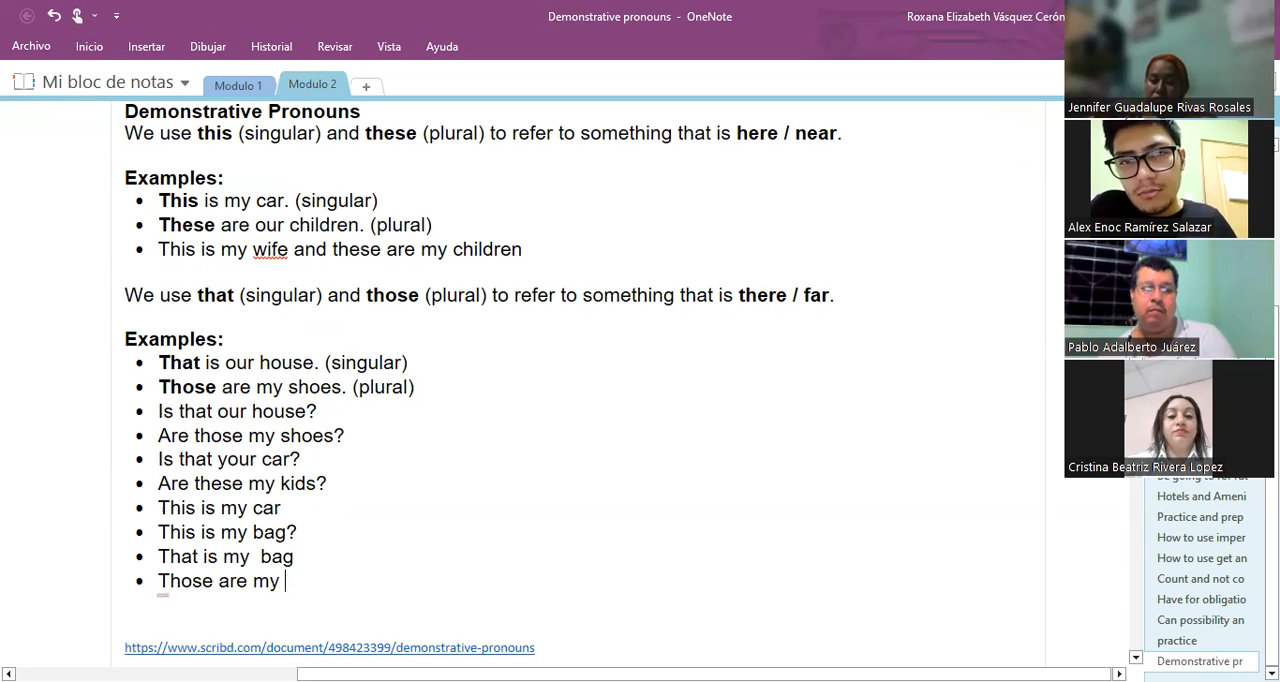 Demonstrative pronouns - OneNote
Roxana Elizabeth Vásquez Cerón
Archivo Inicio Insertar Dibujar Historial Revisar Vista Ayuda
Mi bloc de notas Modulo 1 Modulo 2 +
Demonstrative Pronouns
We use this (singular) and these (plural) to refer to something that is here / near.
Examples:
• This is my car. (singular)
• These are our children. (plural)
• This is my wife and these are my children
We use that (singular) and those (plural) to refer to something that is there / far.
Examples:
• That is our house. (singular)
• Those are my shoes. (plural)
• Is that our house?
• Are those my shoes?
• Is that your car?
• Are these my kids?
• This is my car
• This is my bag?
• That is my  bag
• Those are my
https://www.scribd.com/document/498423399/demonstrative-pronouns
Jennifer Guadalupe Rivas Rosales
Alex Enoc Ramírez Salazar
Pablo Adalberto Juárez
Cristina Beatriz Rivera Lopez
Hotels and Ameni
Practice and prep
How to use imper
How to use get an
Count and not co
Have for obligatio
Can possibility an
practice
Demonstrative pr